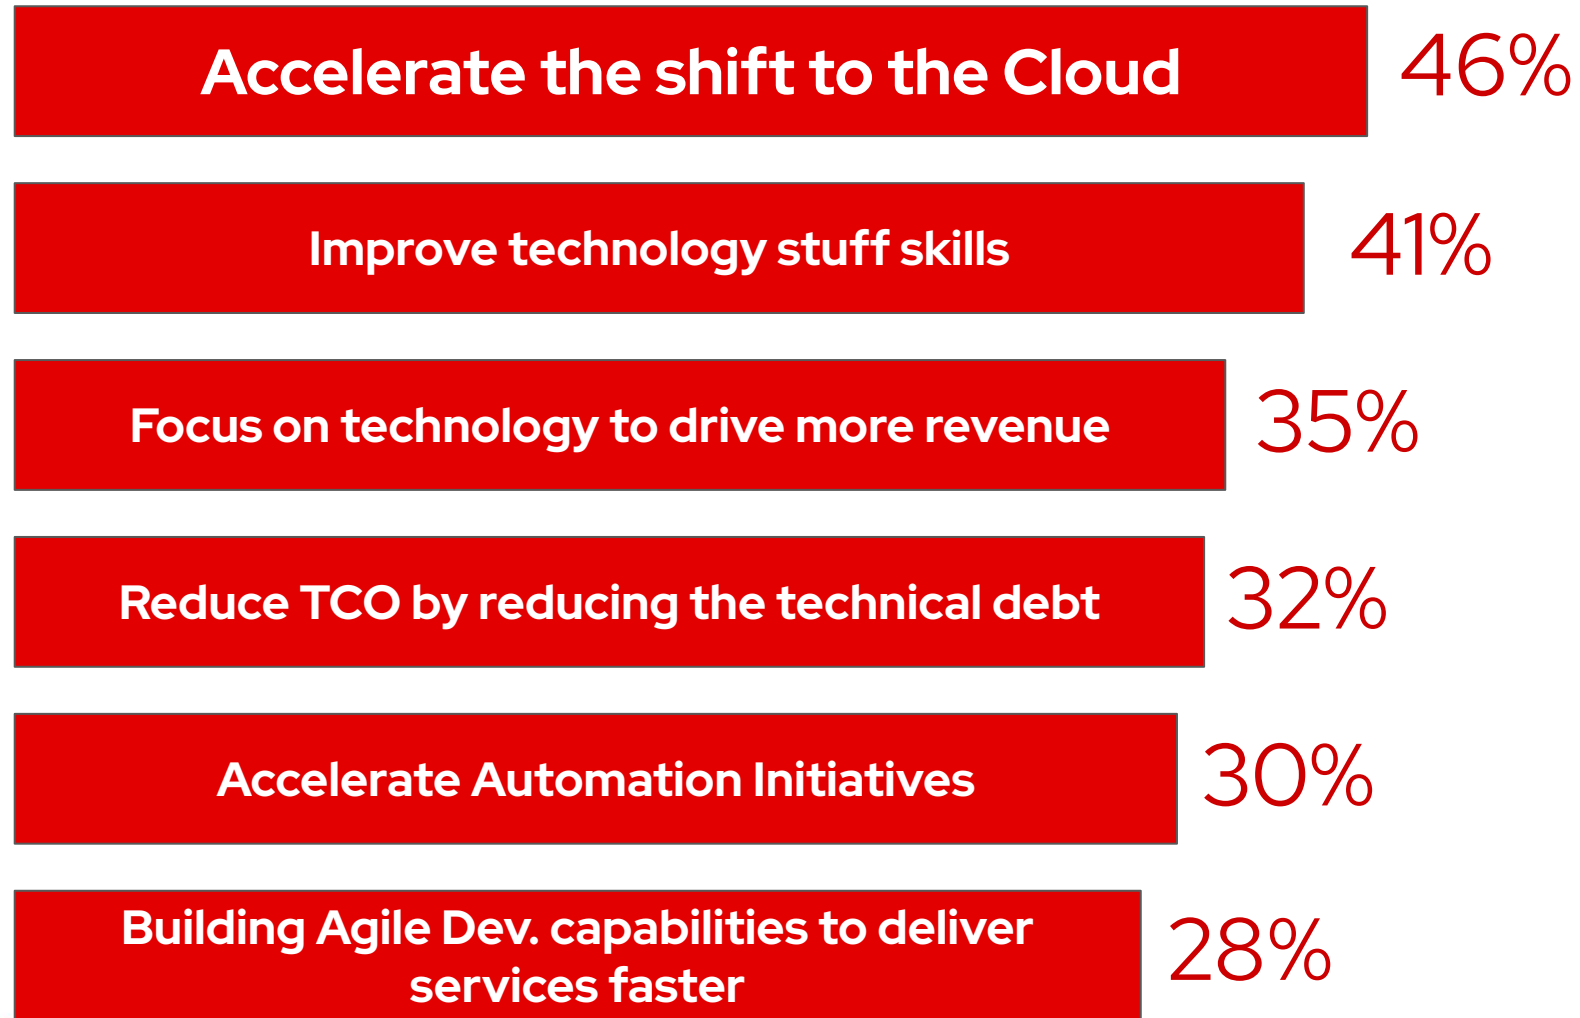 Accelerate the shift to the Cloud 46%
Improve technology stuff skills 41%
Focus on technology to drive more revenue 35%
Reduce TCO by reducing the technical debt 32%
Accelerate Automation Initiatives 30%
Building Agile Dev. capabilities to deliver
services faster 28%